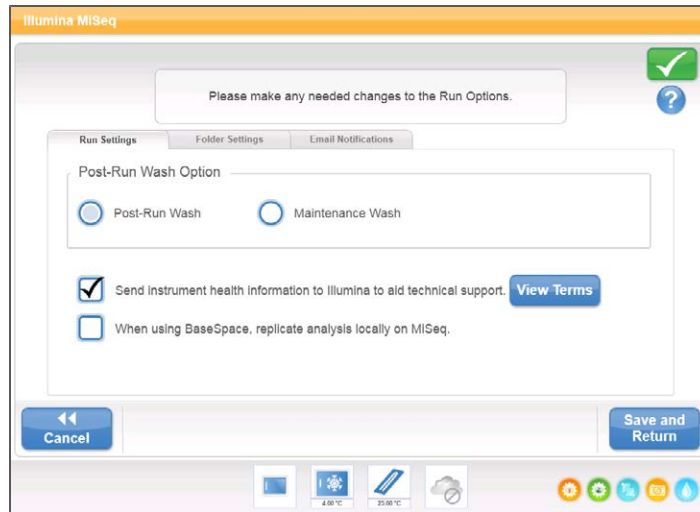 Illumina MiSeq
Please make any needed changes to the Run Options.
Run Settings
Folder Settings
Email Notifications
Post-Run Wash Option
Post-Run Wash
Maintenance Wash
Send instrument health information to Illumina to aid technical support.
View Terms
When using BaseSpace, replicate analysis locally on MiSeq.
Cancel
Save and
Return
4.00 °C
23.00 °C